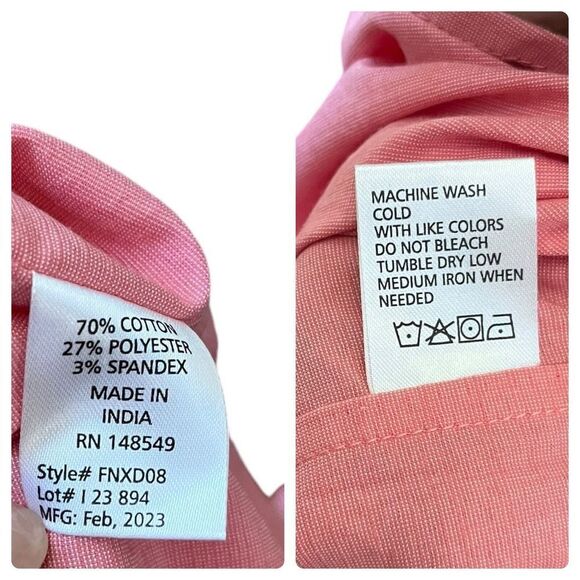 70% COTTON
27% POLYESTER
3% SPANDEX
MADE IN
INDIA
RN 148549
Style# FNXD08
Lot# I 23 894
MFG: Feb, 2023
MACHINE WASH
COLD
WITH LIKE COLORS
DO NOT BLEACH
TUMBLE DRY LOW
MEDIUM IRON WHEN
NEEDED